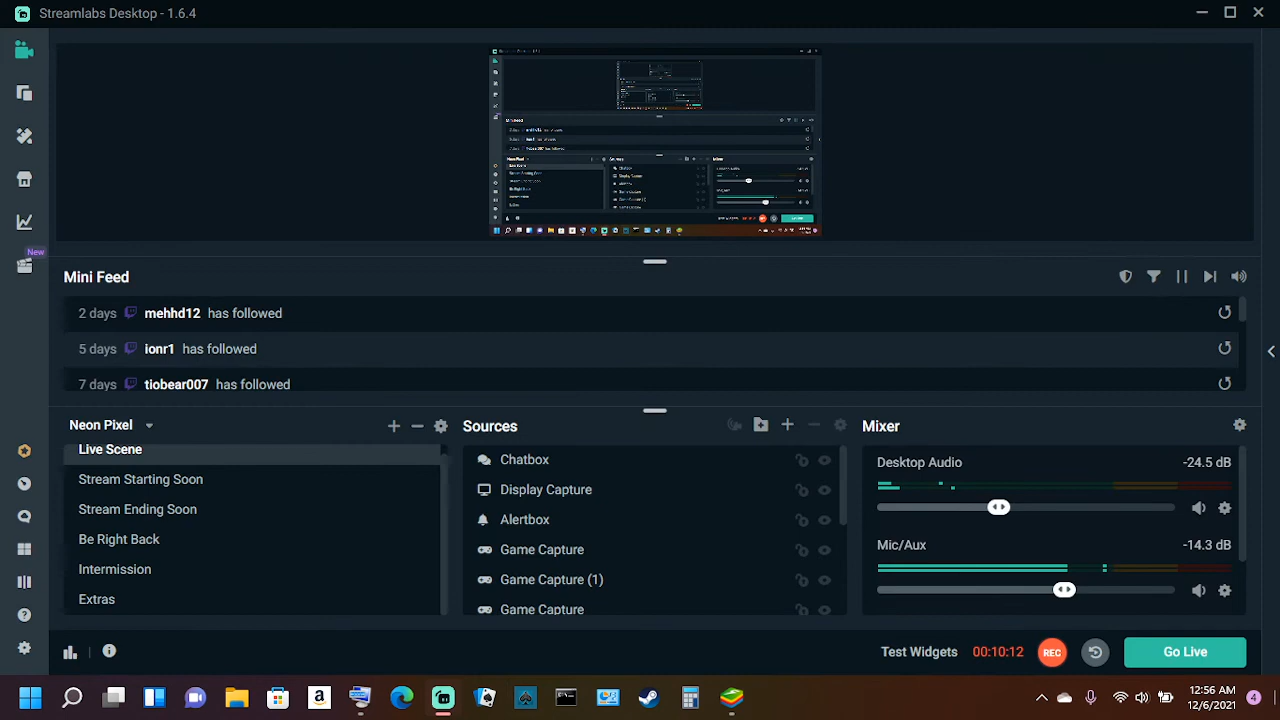 Streamlabs Desktop - 1.6.4
New
Mini Feed
2 days mehhd12 has followed
5 days ionr1 has followed
7 days tiobear007 has followed
Neon Pixel
Live Scene
Stream Starting Soon
Stream Ending Soon
Be Right Back
Intermission
Extras
Sources
Chatbox
Display Capture
Alertbox
Game Capture
Game Capture (1)
Game Capture
Mixer
Desktop Audio -24.5 dB
Mic/Aux -14.3 dB
Test Widgets 00:10:12 REC Go Live
12:56 AM
12/6/2021
4